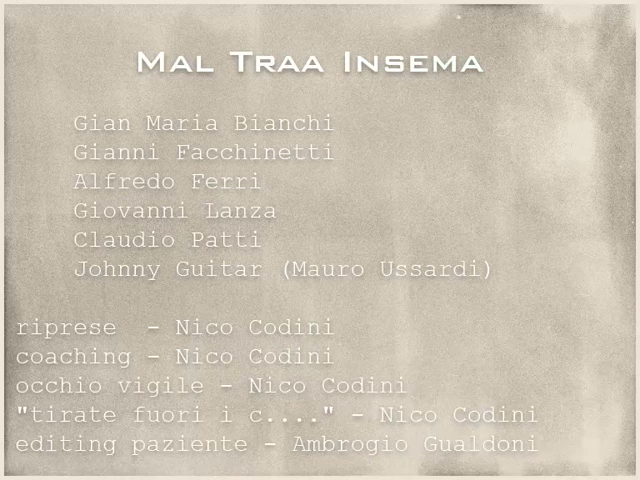 Mal Traa Insema
Gian Maria Bianchi
Gianni Facchinetti
Alfredo Ferri
Giovanni Lanza
Claudio Patti
Johnny Guitar (Mauro Ussardi)
riprese - Nico Codini
coaching - Nico Codini
occhio vigile - Nico Codini
"tirate fuori i c...." - Nico Codini
editing paziente - Ambrogio Gualdoni